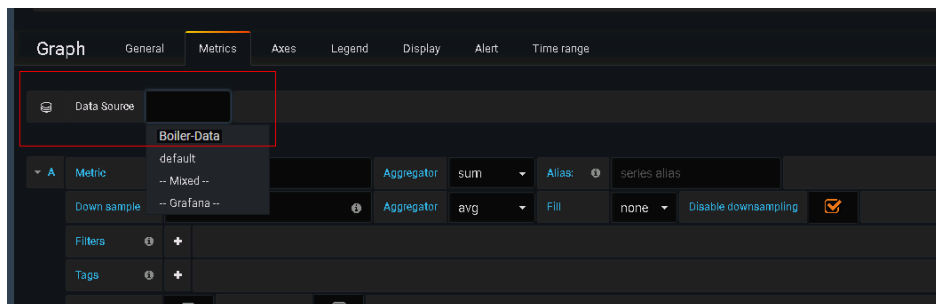 Graph General Metrics Axes Legend Display Alert Time range
Data Source
Boiler-Data
default
-- Mixed --
-- Grafana --
A Metric Aggregator sum Alias: series alias
Down sample Aggregator avg Fill none Disable downsampling
Filters
Tags